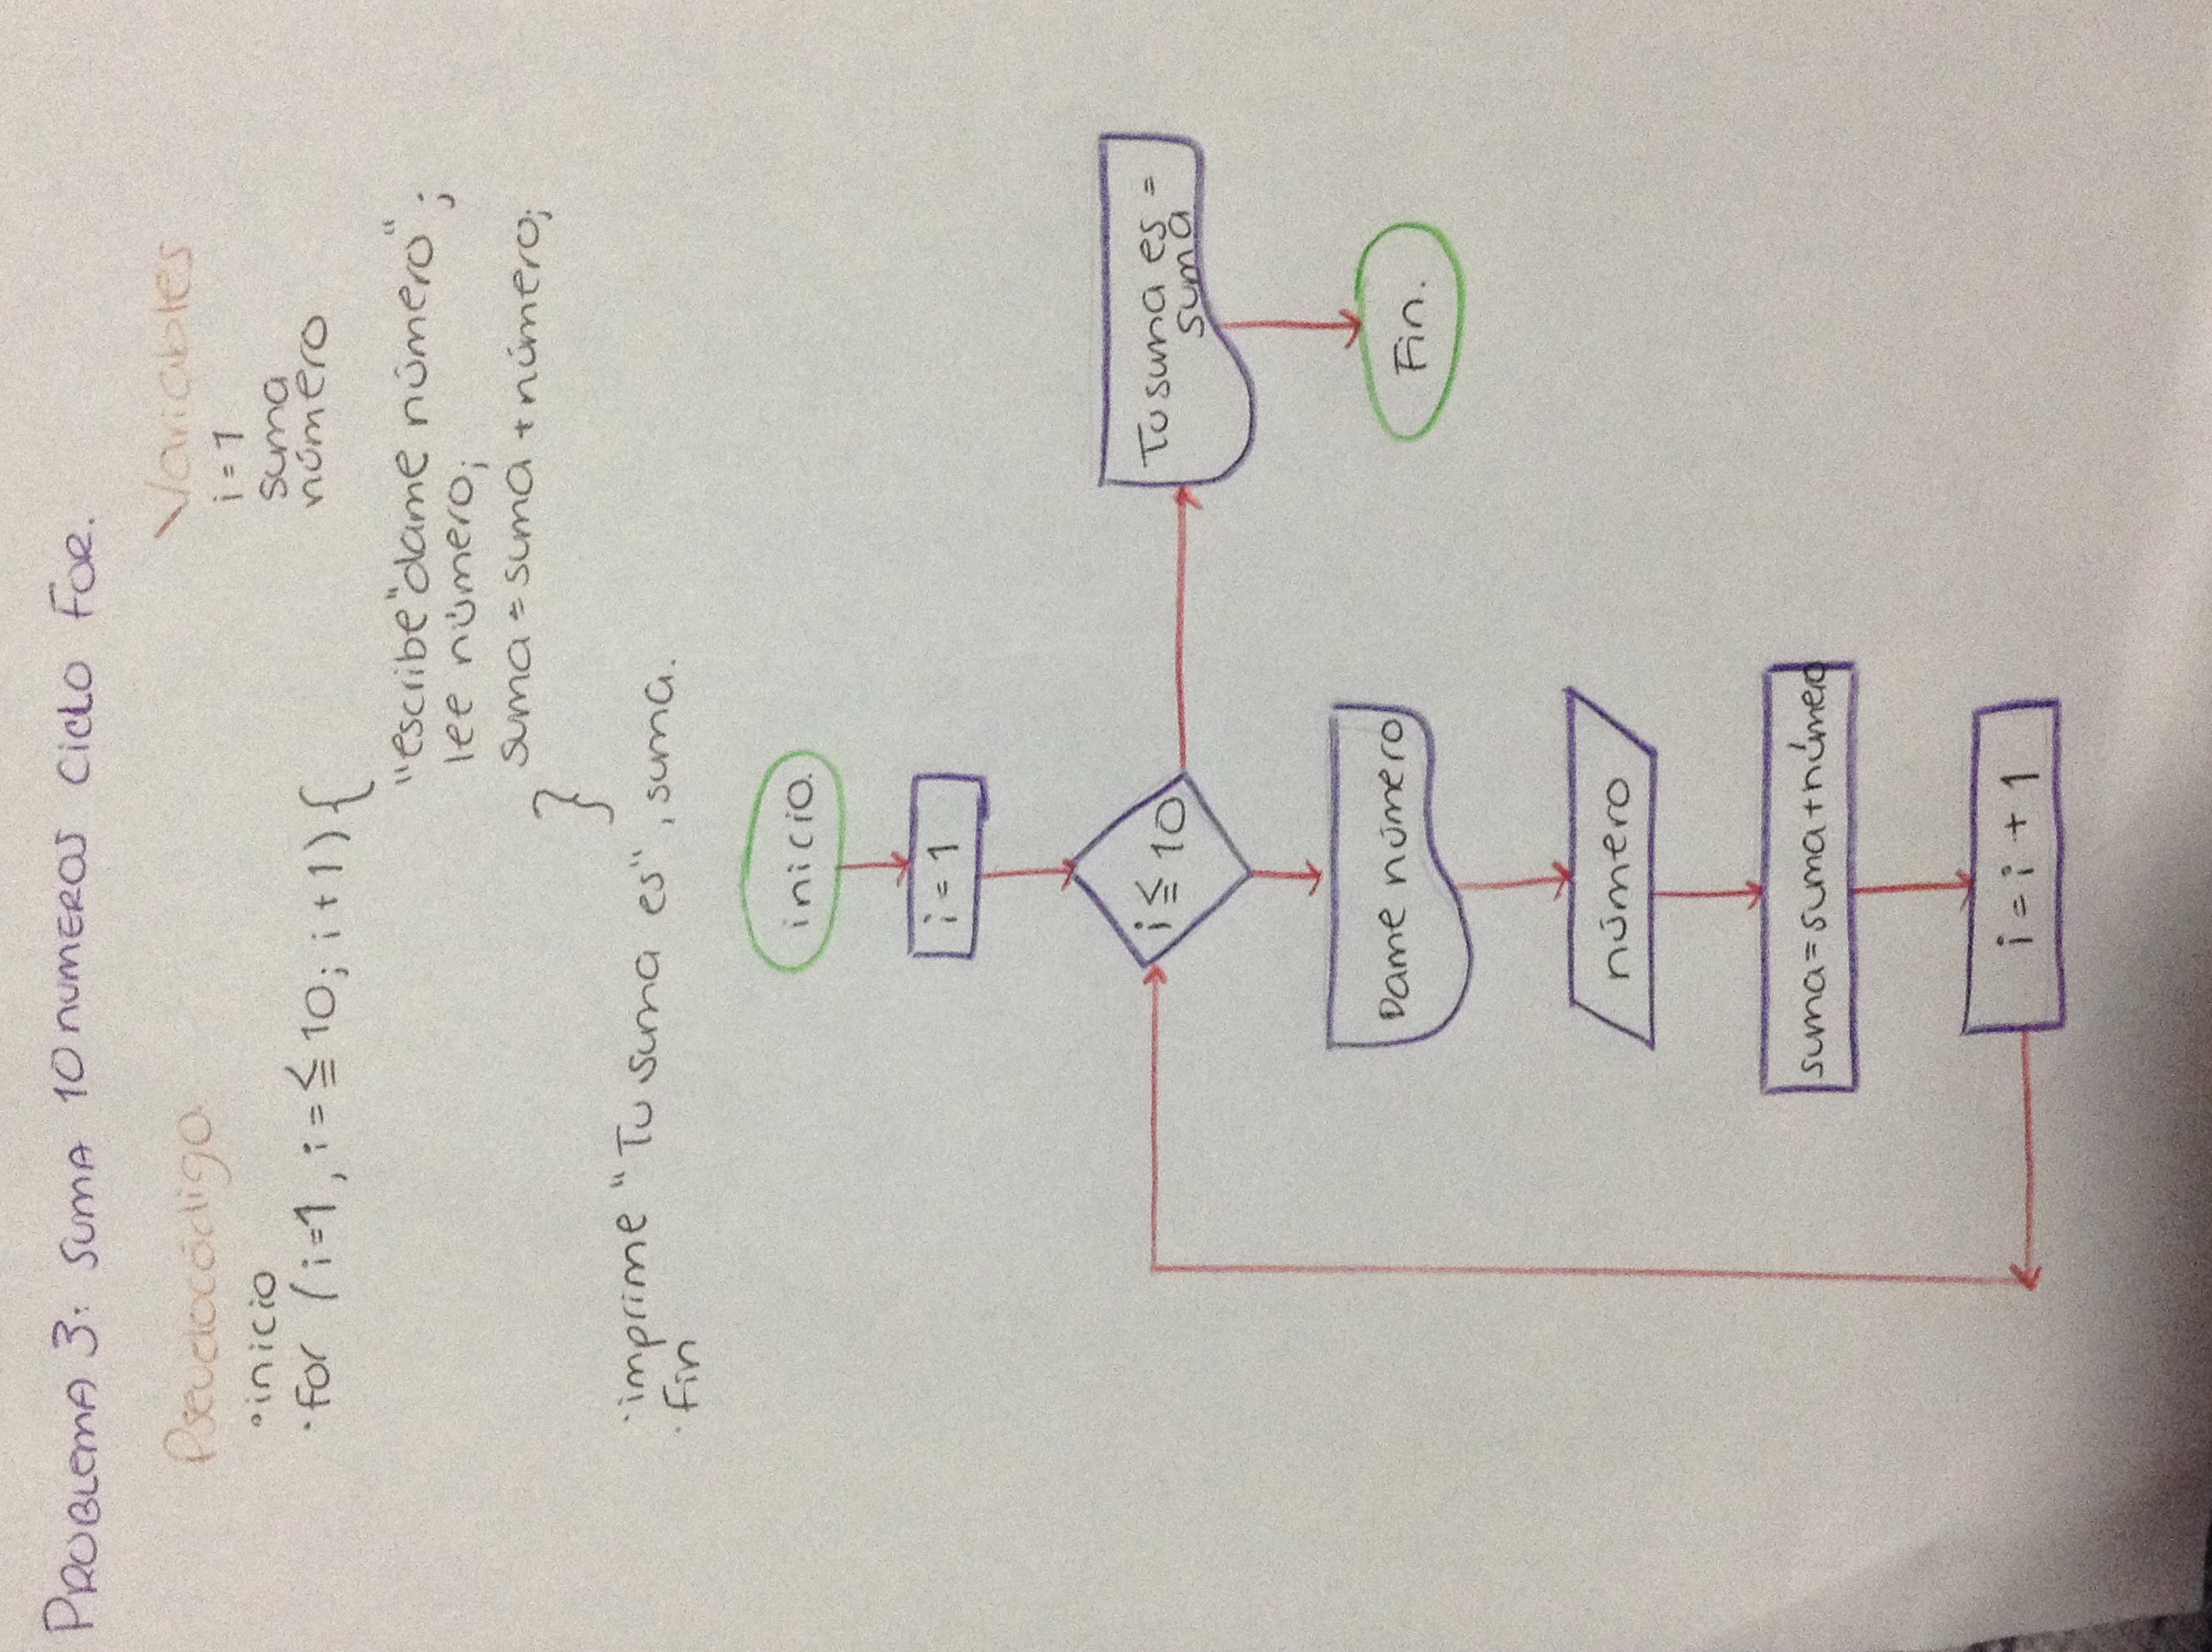 PROBLEMA 3: SUMA 10 NUMEROS CICLO FOR.
Pseudocódigo.
•inicio
•for (i=1, i=≦10; i+1){
"escribe"dame número";
lee número;
suma=suma+número;
}
•imprime "Tu suma es", suma.
•Fin
Variables
i=1
suma
número
inicio.
i=1
i≦10
Tu suma es=
suma
Dame número
Fin.
número
suma=suma+número
i=i+1